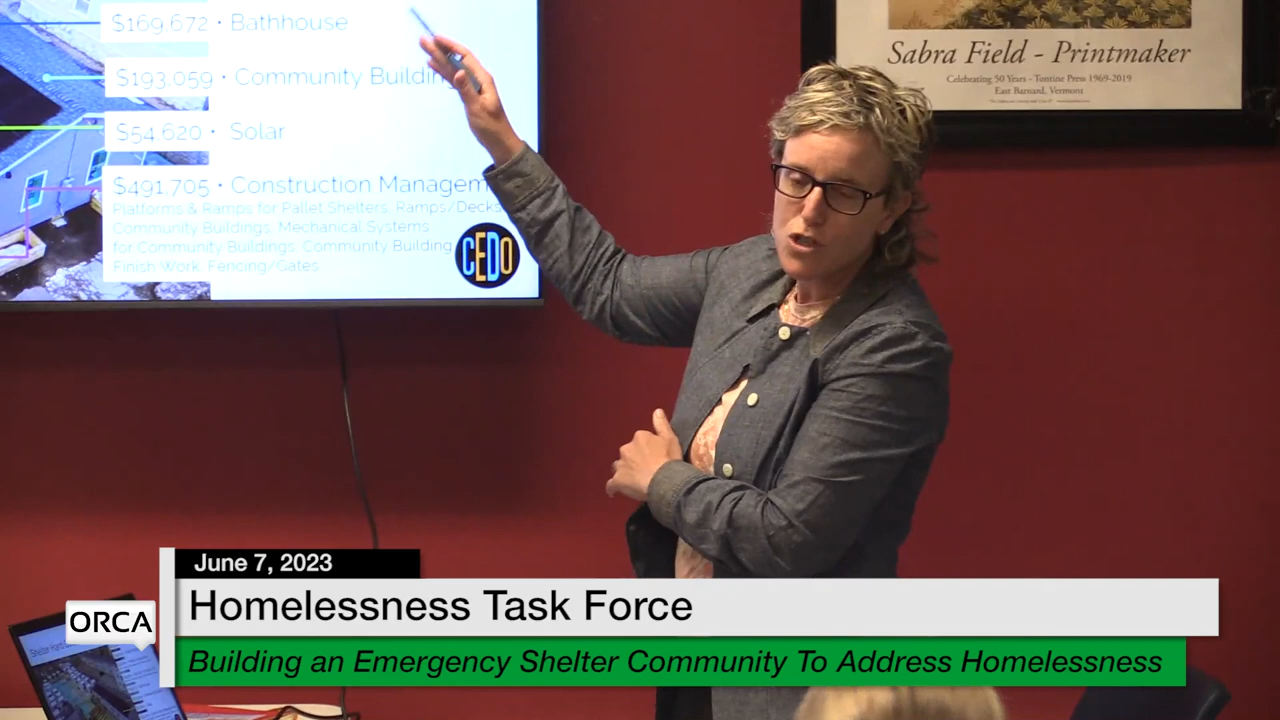 $169,672 • Bathhouse
$193,059 • Community Building
$54,620 • Solar
$491,705 • Construction Managem
Platforms & Ramps for Pallet Shelters, Ramps/Decks
Community Buildings, Mechanical Systems
for Community Buildings, Community Building
Finish Work, Fencing/Gates
CEDO
Sabra Field - Printmaker
Celebrating 50 Years - Tontine Press 1969-2019
East Barnard, Vermont
June 7, 2023
Homelessness Task Force
ORCA
Building an Emergency Shelter Community To Address Homelessness
Shelter Hard